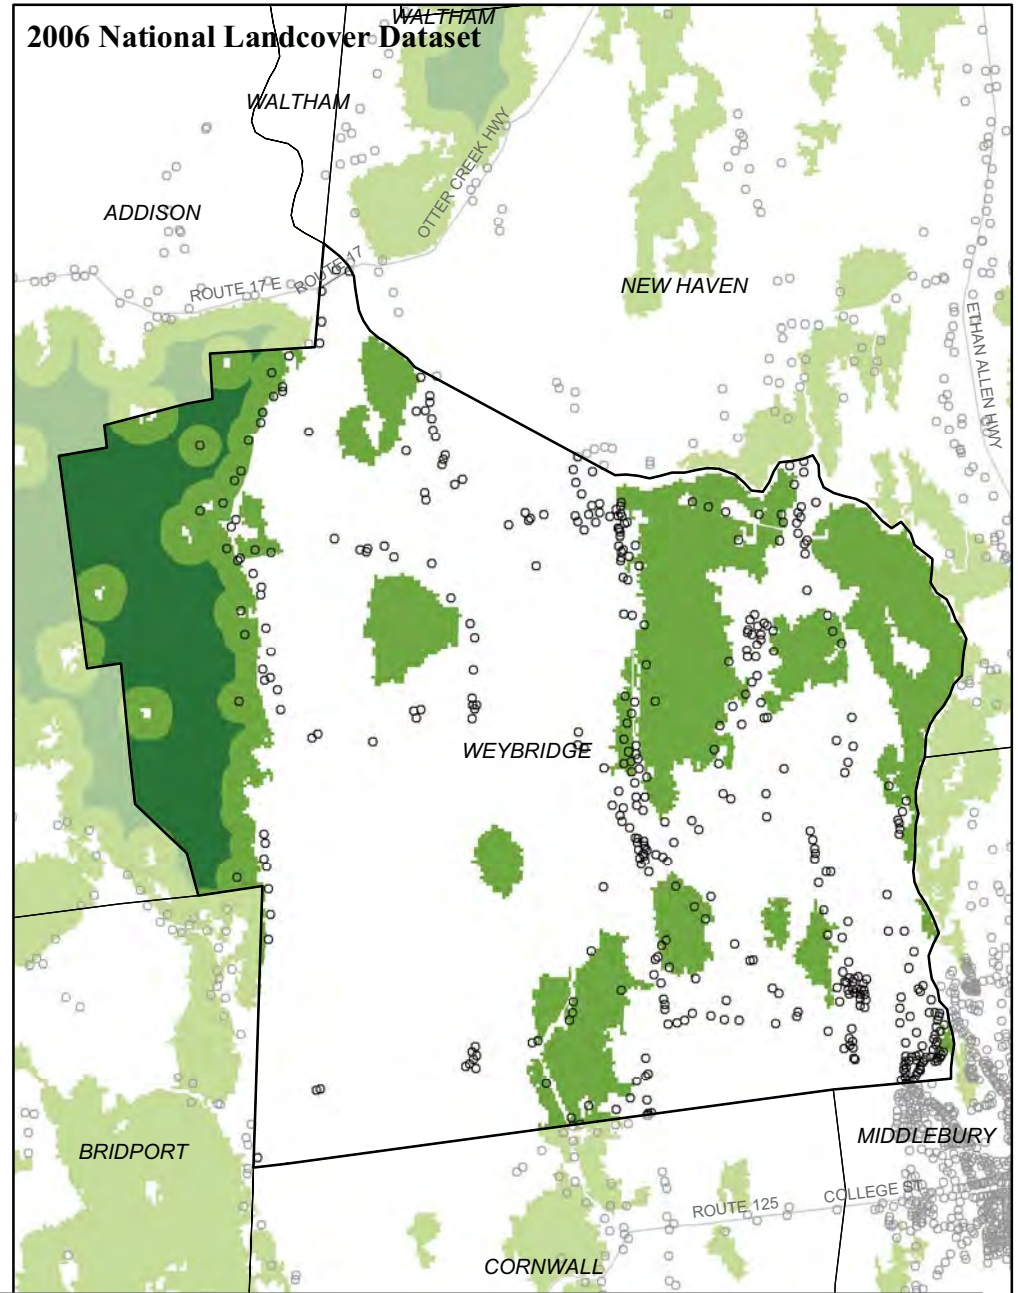 WALTHAM
2006 National Landcover Dataset
WALTHAM
OTTER CREEK HWY
ADDISON
ROUTE 17 E
ROUTE 17
NEW HAVEN
ETHAN ALLEN HWY
WEYBRIDGE
BRIDPORT
MIDDLEBURY
COLLEGE ST
ROUTE 125
CORNWALL